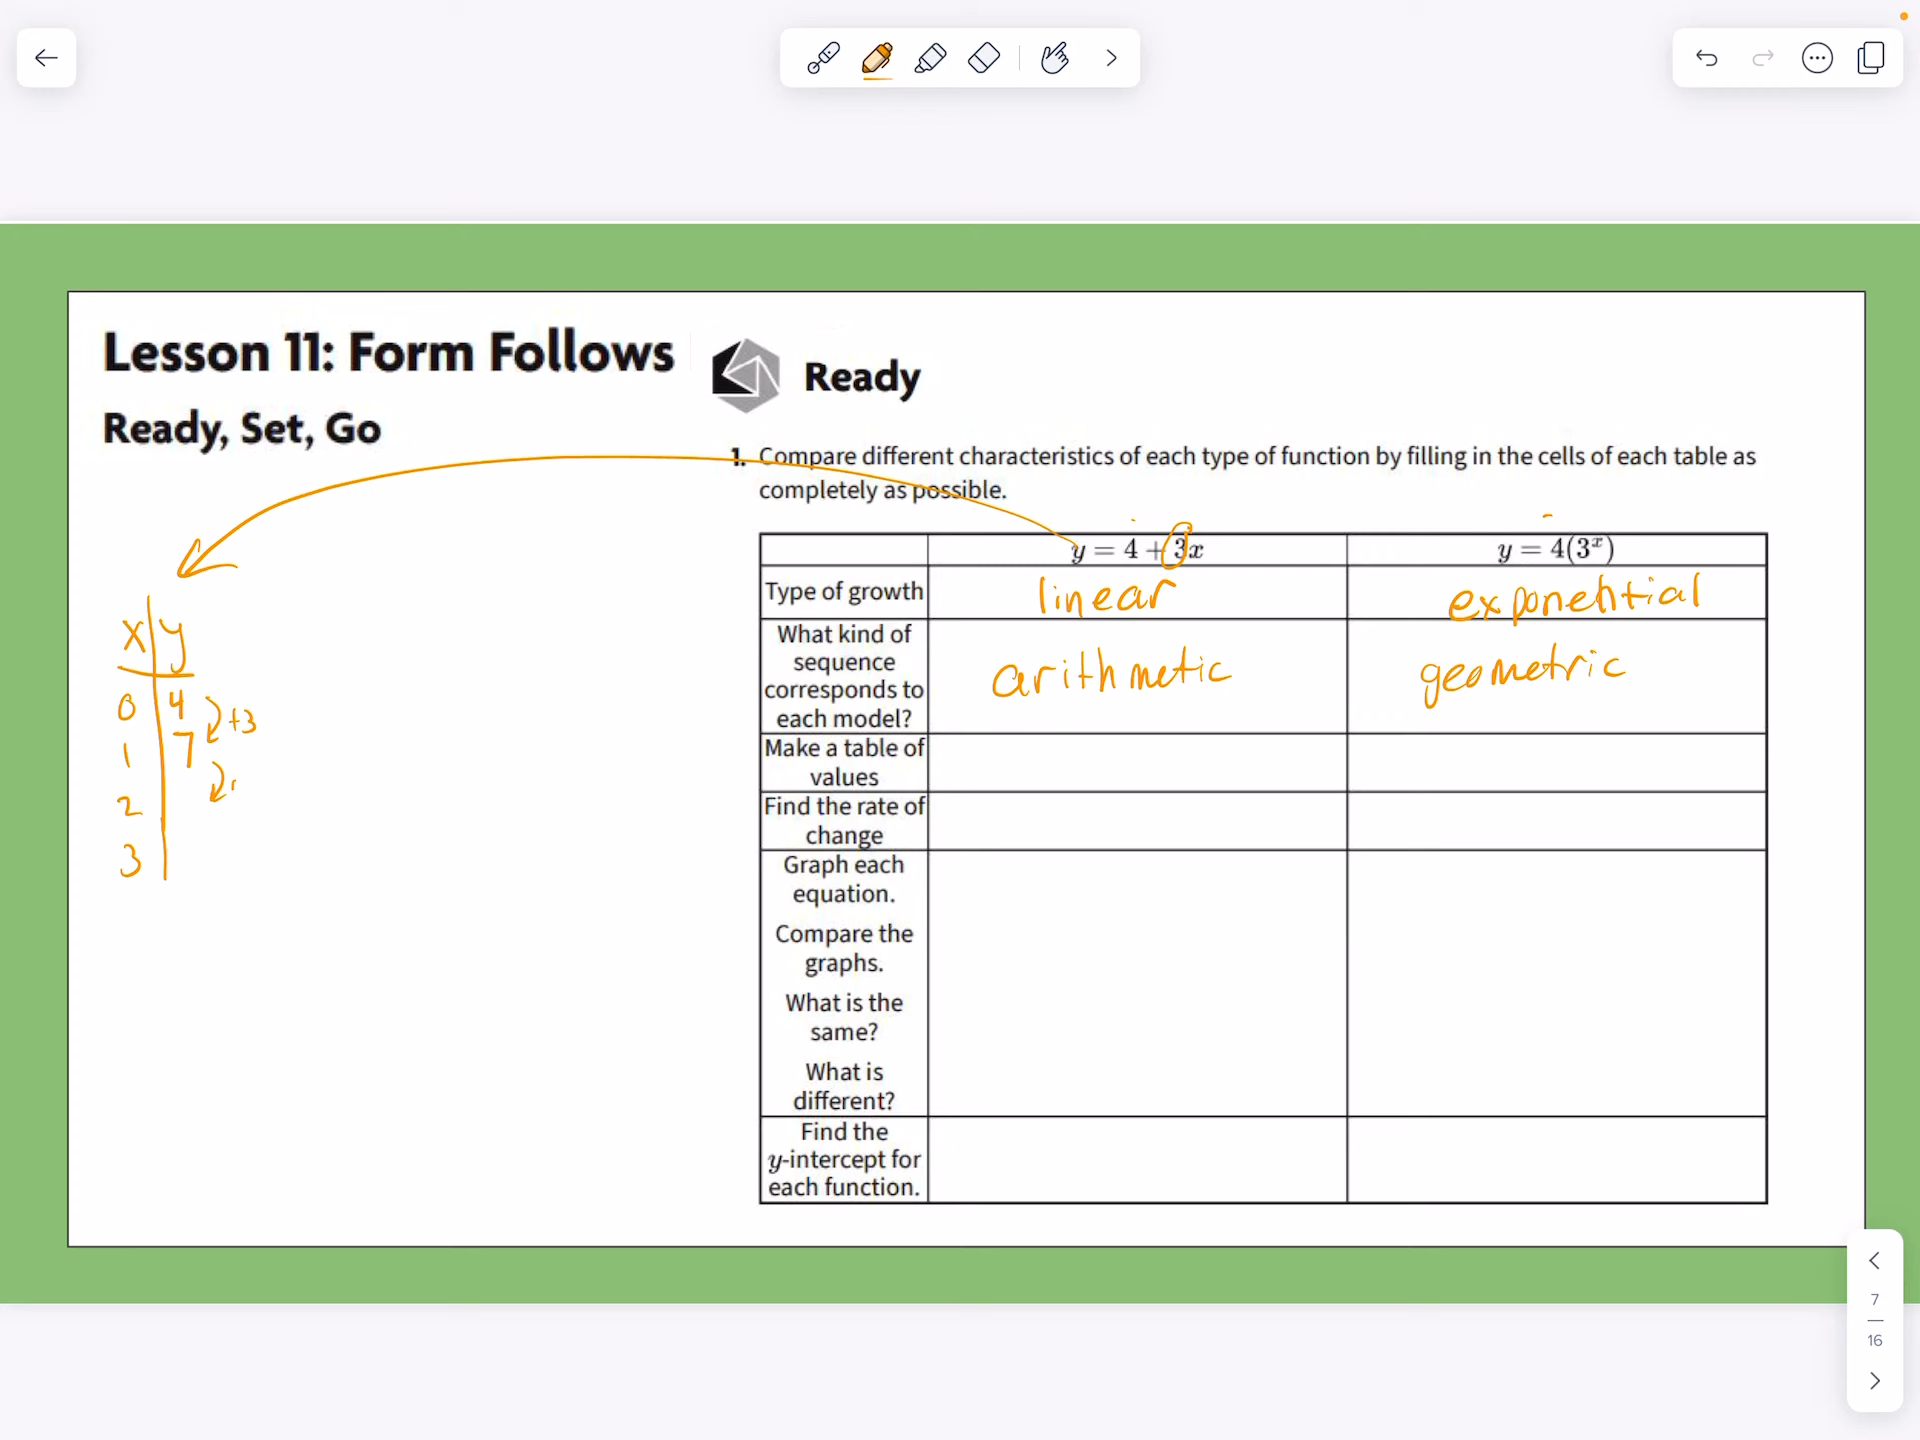 Lesson 11: Form Follows
Ready, Set, Go
Ready
1. Compare different characteristics of each type of function by filling in the cells of each table as
completely as possible.
y = 4 + 3x
y = 4(3ˣ)
Type of growth
linear
exponential
What kind of
sequence
corresponds to
each model?
arithmetic
geometric
Make a table of
values
Find the rate of
change
Graph each
equation.
Compare the
graphs.
What is the
same?
What is
different?
Find the
y-intercept for
each function.
x y
0 4
+3
1 7
2
3
7
16